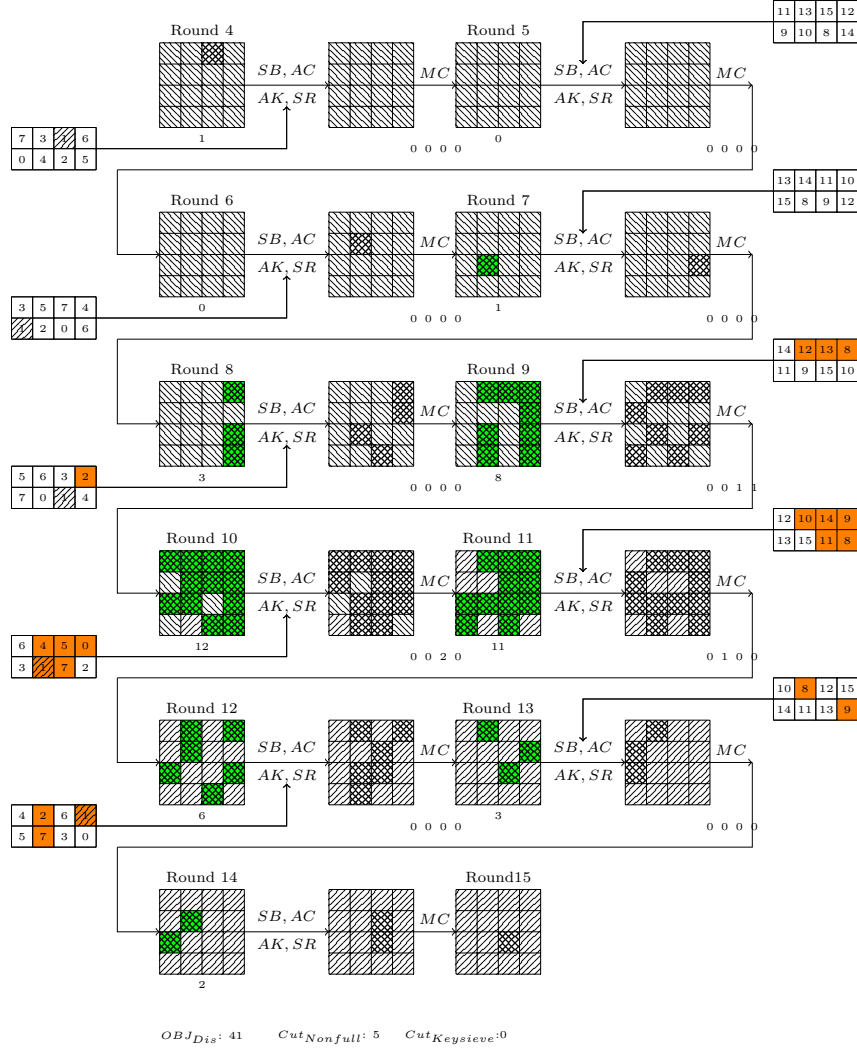 11 13 15 12
9 10 8 14
Round 4
Round 5
SB, AC
MC
SB, AC
MC
AK, SR
AK, SR
7 3 1 6
0 4 2 5
1
0
0 0 0 0
0 0 0 0
13 14 11 10
15 8 9 12
Round 6
Round 7
SB, AC
MC
SB, AC
MC
AK, SR
AK, SR
3 5 7 4
1 2 0 6
0
1
0 0 0 0
0 0 0 0
14 12 13 8
11 9 15 10
Round 8
Round 9
SB, AC
MC
SB, AC
MC
AK, SR
AK, SR
5 6 3 2
7 0 1 4
3
8
0 0 0 0
0 0 1 1
12 10 14 9
13 15 11 8
Round 10
Round 11
SB, AC
MC
SB, AC
MC
AK, SR
AK, SR
6 4 5 0
3 1 7 2
12
11
0 0 2 0
0 1 0 0
10 8 12 15
14 11 13 9
Round 12
Round 13
SB, AC
MC
SB, AC
MC
AK, SR
AK, SR
4 2 6 1
5 7 3 0
6
3
0 0 0 0
0 0 0 0
Round 14
Round15
SB, AC
MC
AK, SR
2
OBJ_Dis: 41 Cut_Nonfull: 5 Cut_Keysieve:0